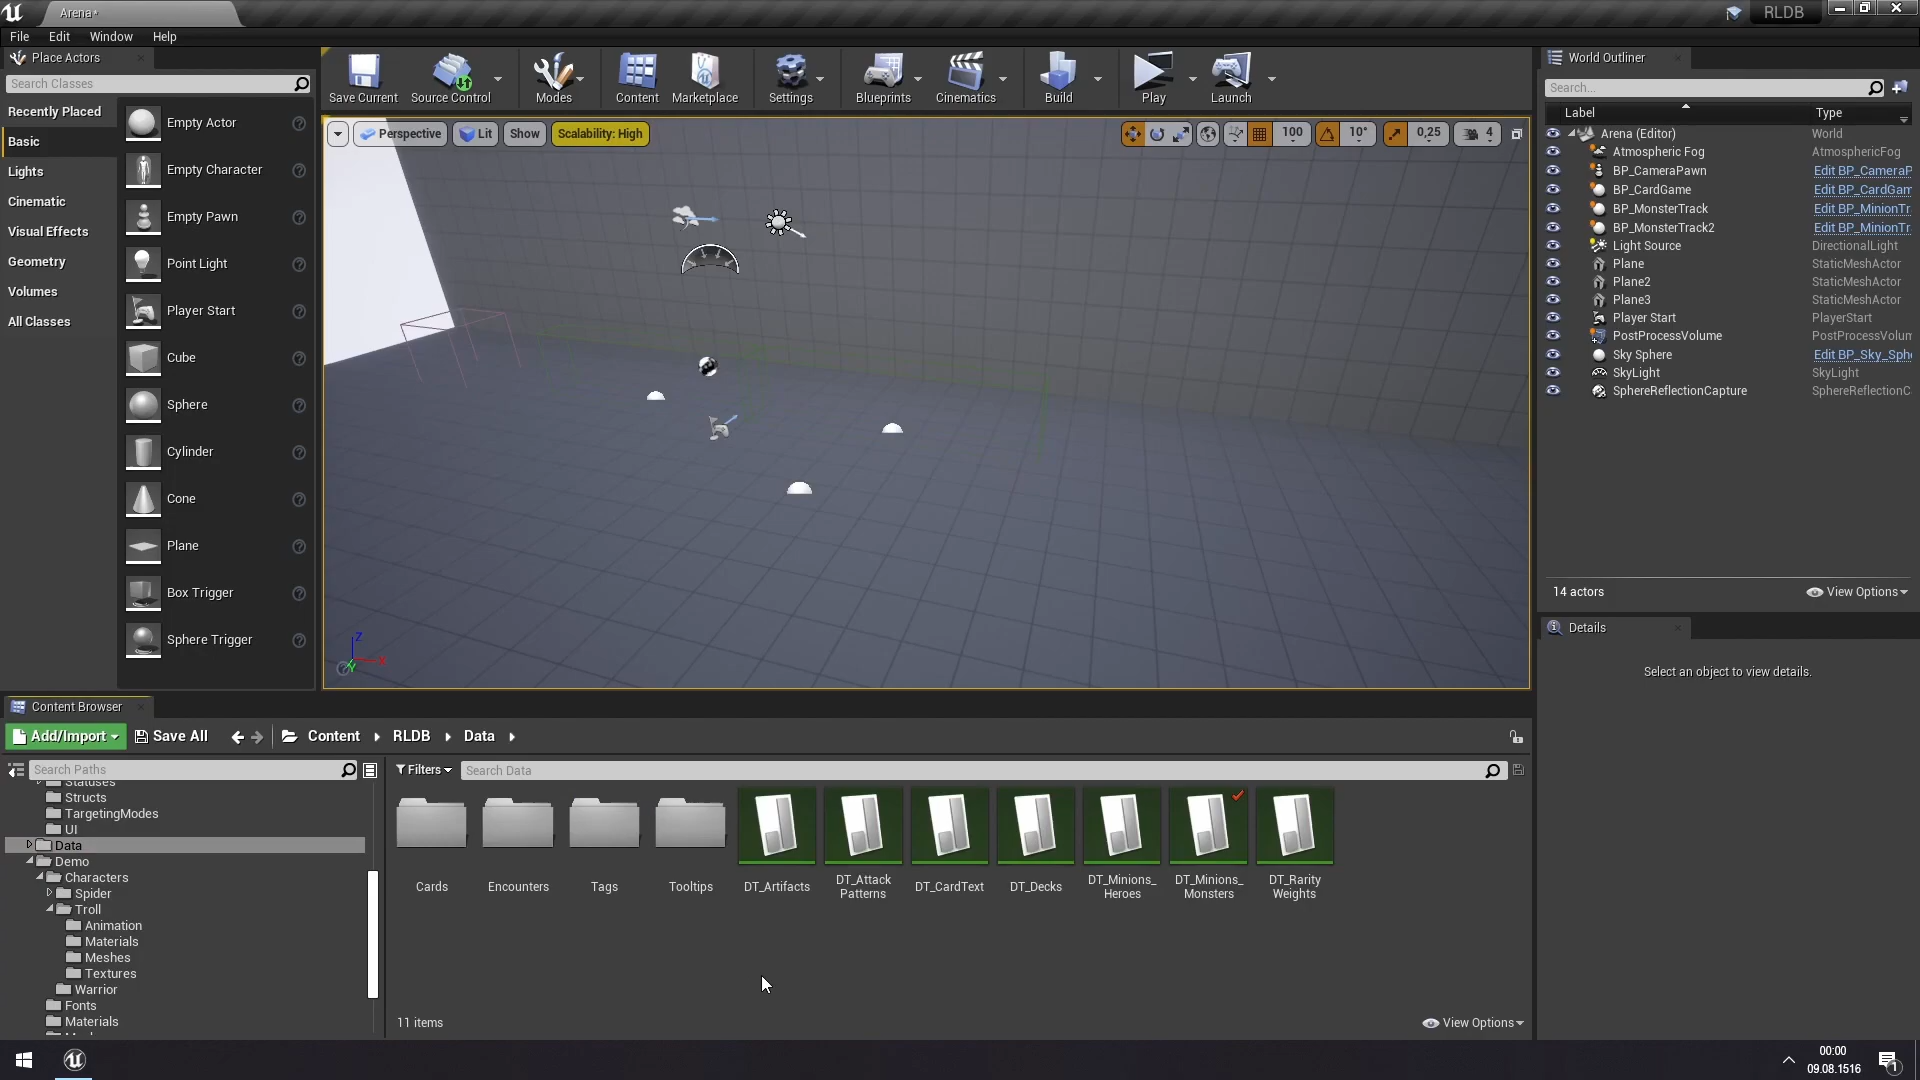 Arena*
RLDB
File
Edit
Window
Help
Place Actors
Search Classes
Recently Placed
Basic
Lights
Cinematic
Visual Effects
Geometry
Volumes
All Classes
Empty Actor
Empty Character
Empty Pawn
Point Light
Player Start
Cube
Sphere
Cylinder
Cone
Plane
Box Trigger
Sphere Trigger
Save Current
Source Control
Modes
Content
Marketplace
Settings
Blueprints
Cinematics
Build
Play
Launch
Perspective
Lit
Show
Scalability: High
100
10°
0,25
4
Z
X
Y
World Outliner
Search...
Label
Type
Arena (Editor)
World
Atmospheric Fog
AtmosphericFog
BP_CameraPawn
Edit BP_CameraP
BP_CardGame
Edit BP_CardGam
BP_MonsterTrack
Edit BP_MinionTr
BP_MonsterTrack2
Edit BP_MinionTr
Light Source
DirectionalLight
Plane
StaticMeshActor
Plane2
StaticMeshActor
Plane3
StaticMeshActor
Player Start
PlayerStart
PostProcessVolume
PostProcessVolum
Sky Sphere
Edit BP_Sky_Sphe
SkyLight
SkyLight
SphereReflectionCapture
SphereReflectionC
14 actors
View Options
Details
Select an object to view details.
Content Browser
Add/Import
Save All
Content
RLDB
Data
Search Paths
Statuses
Structs
TargetingModes
UI
Data
Demo
Characters
Spider
Troll
Animation
Materials
Meshes
Textures
Warrior
Fonts
Materials
Filters
Search Data
Cards
Encounters
Tags
Tooltips
DT_Artifacts
DT_Attack
Patterns
DT_CardText
DT_Decks
DT_Minions_
Heroes
DT_Minions_
Monsters
DT_Rarity
Weights
11 items
View Options
00:00
09.08.1516
1